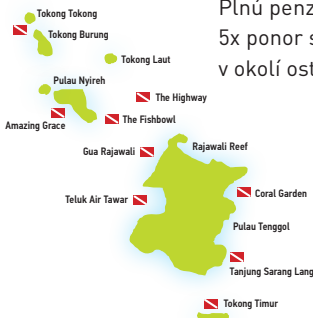 Plnú penz
5x ponor s
v okolí ost
Tokong Tokong
Tokong Burung
Tokong Laut
Pulau Nyireh
The Highway
Amazing Grace
The Fishbowl
Gua Rajawali
Rajawali Reef
Teluk Air Tawar
Coral Garden
Pulau Tenggol
Tanjung Sarang Lang
Tokong Timur